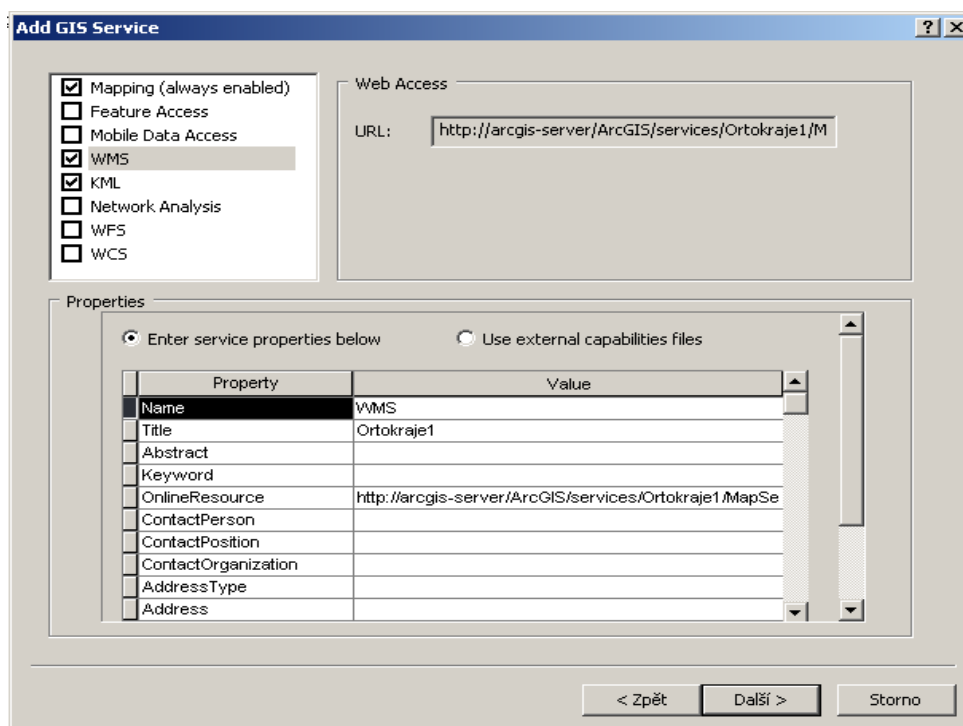 Add GIS Service
Mapping (always enabled)
Feature Access
Mobile Data Access
WMS
KML
Network Analysis
WFS
WCS
Web Access
URL: http://arcgis-server/ArcGIS/services/Ortokraje1/M
Properties
Enter service properties below Use external capabilities files
Property Value
Name WMS
Title Ortokraje1
Abstract
Keyword
OnlineResource http://arcgis-server/ArcGIS/services/Ortokraje1/MapSe
ContactPerson
ContactPosition
ContactOrganization
AddressType
Address
< Zpět Další > Storno